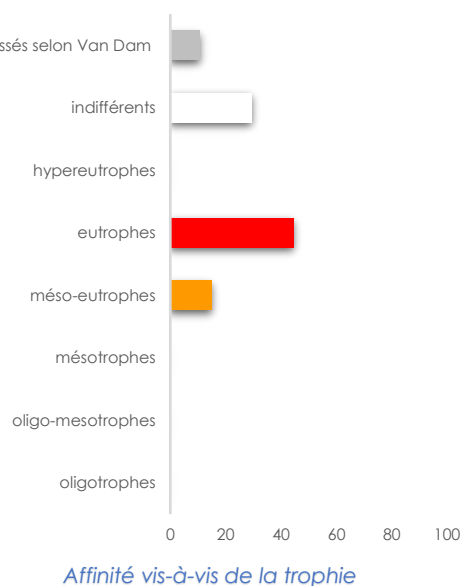 selon Van Dam
indifférents
hypereutrophes
eutrophes
méso-eutrophes
mésotrophes
oligo-mesotrophes
oligotrophes
0 20 40 60 80 100
Affinité vis-à-vis de la trophie